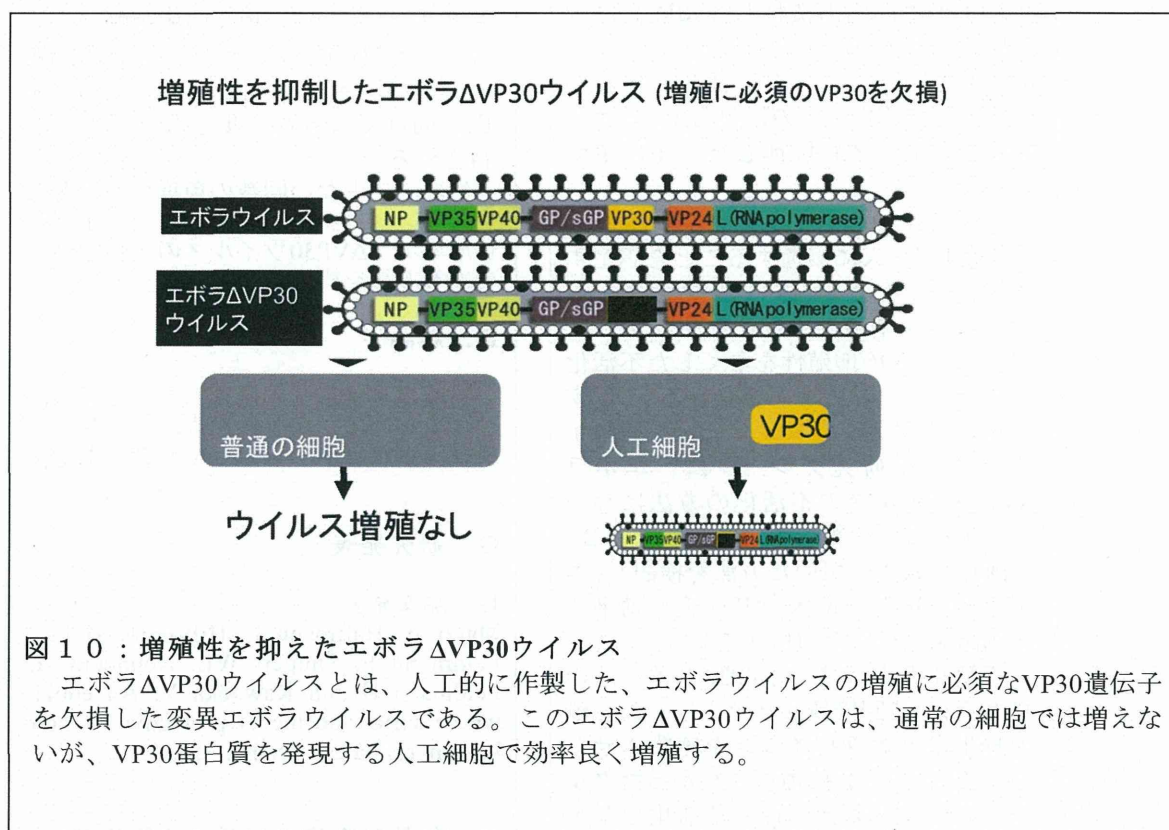 増殖性を抑制したエボラΔVP30ウイルス (増殖に必須のVP30を欠損)
エボラウイルス
NP VP35 VP40 GP/sGP VP30 VP24 L(RNA polymerase)
エボラΔVP30
ウイルス
NP VP35 VP40 GP/sGP VP24 L(RNA polymerase)
普通の細胞
人工細胞
VP30
ウイルス増殖なし
NP VP35 VP40 GP/sGP VP24 L(RNA polymerase)
図10：増殖性を抑えたエボラΔVP30ウイルス
エボラΔVP30ウイルスとは、人工的に作製した、エボラウイルスの増殖に必須なVP30遺伝子
を欠損した変異エボラウイルスである。このエボラΔVP30ウイルスは、通常の細胞では増えな
いが、VP30蛋白質を発現する人工細胞で効率良く増殖する。